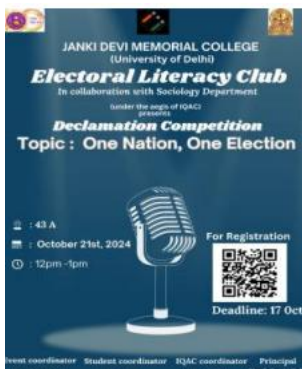 JANKI DEVI MEMORIAL COLLEGE
(University of Delhi)
Electoral Literacy Club
In collaboration with Sociology Department
(under the aegis of IQAC)
presents
Declamation Competition
Topic : One Nation, One Election
: 43 A
: October 21st, 2024
: 12pm -1pm
For Registration
Deadline: 17 Oct
Event coordinator Student coordinator IQAC coordinator Principal